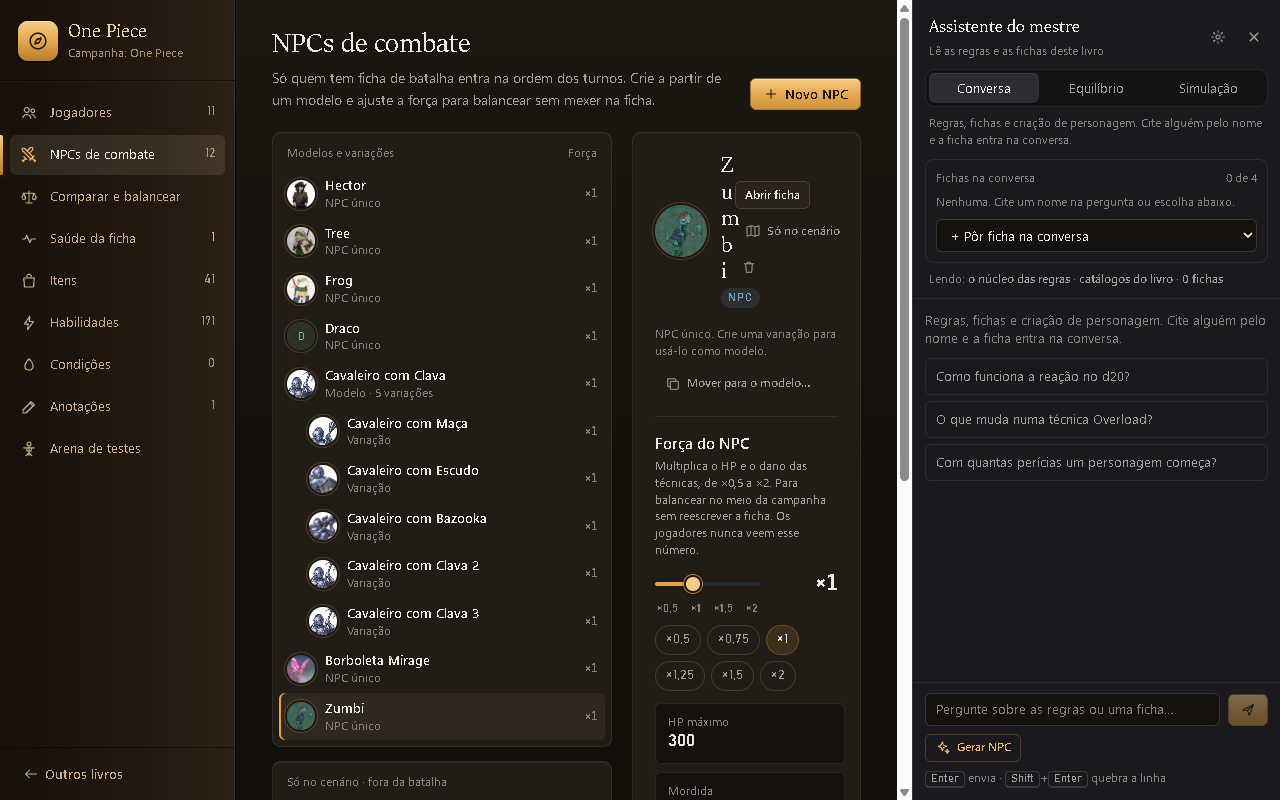 One Piece
Campanha: One Piece
Jogadores 11
NPCs de combate 12
Comparar e balancear
Saúde da ficha 1
Itens 41
Habilidades 171
Condições 0
Anotações 1
Arena de testes
Outros livros
NPCs de combate
Só quem tem ficha de batalha entra na ordem dos turnos. Crie a partir de
um modelo e ajuste a força para balancear sem mexer na ficha.
Novo NPC
Modelos e variações Força
Hector ×1
NPC único
Tree ×1
NPC único
Frog ×1
NPC único
D
Draco ×1
NPC único
Cavaleiro com Clava ×1
Modelo · 5 variações
Cavaleiro com Maça ×1
Variação
Cavaleiro com Escudo ×1
Variação
Cavaleiro com Bazooka ×1
Variação
Cavaleiro com Clava 2 ×1
Variação
Cavaleiro com Clava 3 ×1
Variação
Borboleta Mirage ×1
NPC único
Zumbi ×1
NPC único
Só no cenário · fora da batalha
Z
u
m
b
i
Abrir ficha
Só no cenário
NPC
NPC único. Crie uma variação para
usá-lo como modelo.
Mover para o modelo...
Força do NPC
Multiplica o HP e o dano das
técnicas, de ×0,5 a ×2. Para
balancear no meio da campanha
sem reescrever a ficha. Os
jogadores nunca veem esse
número.
×1
×0,5 ×1 ×1,5 ×2
×0,5 ×0,75 ×1
×1,25 ×1,5 ×2
HP máximo
300
Mordida
Assistente do mestre
Lê as regras e as fichas deste livro
Conversa Equilíbrio Simulação
Regras, fichas e criação de personagem. Cite alguém pelo nome
e a ficha entra na conversa.
Fichas na conversa 0 de 4
Nenhuma. Cite um nome na pergunta ou escolha abaixo.
+ Pôr ficha na conversa
Lendo: o núcleo das regras · catálogos do livro · 0 fichas
Regras, fichas e criação de personagem. Cite alguém pelo
nome e a ficha entra na conversa.
Como funciona a reação no d20?
O que muda numa técnica Overload?
Com quantas perícias um personagem começa?
Pergunte sobre as regras ou uma ficha...
Gerar NPC
Enter envia · Shift + Enter quebra a linha